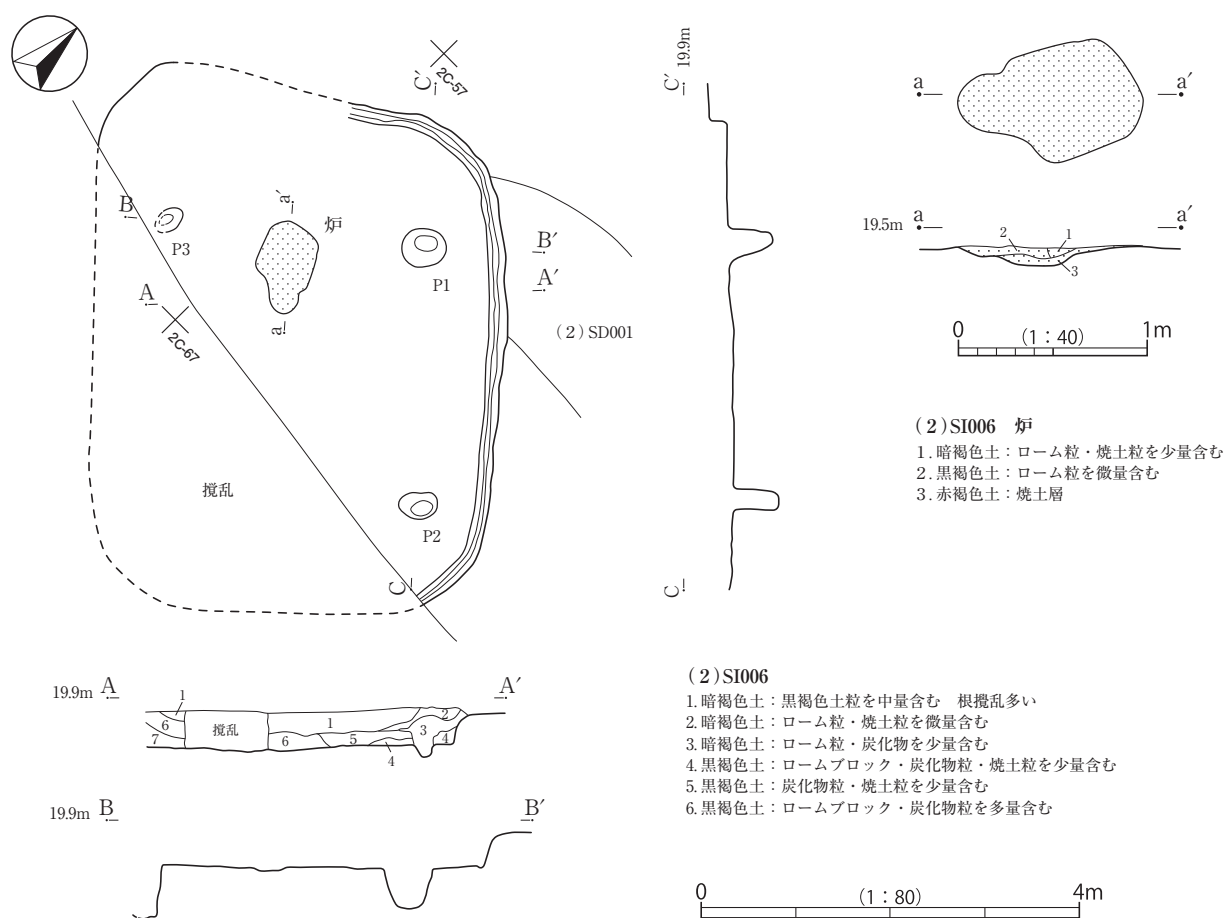 2C-57
C′
B
P3
a′
炉
P1
B′
A′
A
2C-67
a
(2)SD001
撹乱
P2
C
C′
19.9m
C
a
a′
19.5m
a
a′
2
1
3
0
(1：40)
1m
(2)SI006　炉
1.暗褐色土：ローム粒・焼土粒を少量含む
2.黒褐色土：ローム粒を微量含む
3.赤褐色土：焼土層
19.9m
A
A′
1
6
7
撹乱
1
6
5
4
3
2
4
19.9m
B
B′
(2)SI006
1.暗褐色土：黒褐色土粒を中量含む　根攪乱多い
2.暗褐色土：ローム粒・焼土粒を微量含む
3.暗褐色土：ローム粒・炭化物を少量含む
4.黒褐色土：ロームブロック・炭化物粒・焼土粒を少量含む
5.黒褐色土：炭化物粒・焼土粒を少量含む
6.黒褐色土：ロームブロック・炭化物粒を多量含む
0
(1：80)
4m